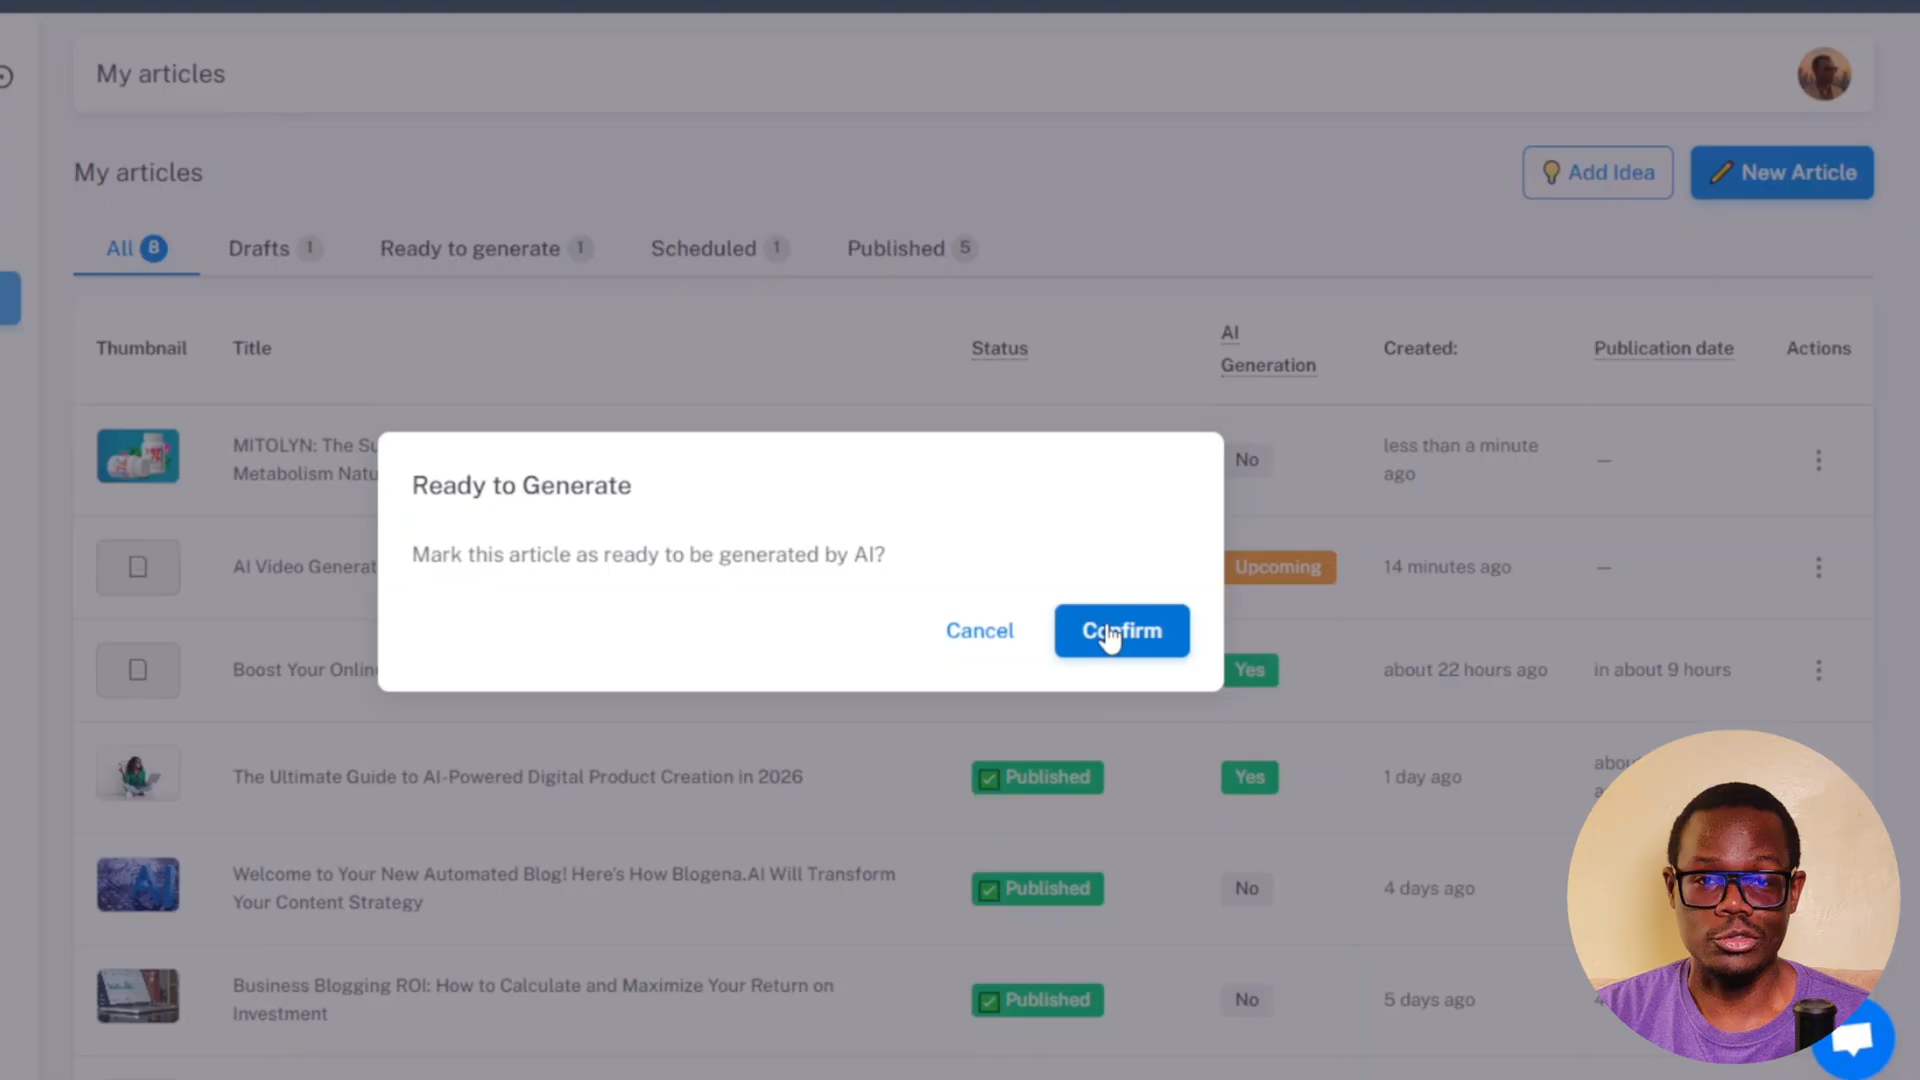 My articles
My articles
Add Idea
New Article
All 8
Drafts 1
Ready to generate 1
Scheduled 1
Published 5
Thumbnail
Title
Status
AI
Generation
Created:
Publication date
Actions
MITOLYN: The
Metabolism
No
less than a minute
ago
—
AI Video
Upcoming
14 minutes ago
—
Boost Your
Yes
about 22 hours ago
in about 9 hours
Ready to Generate
Mark this article as ready to be generated by AI?
Cancel
Confirm
The Ultimate Guide to AI-Powered Digital Product Creation in 2026
Published
Yes
1 day ago
Welcome to Your New Automated Blog! Here's How Blogena.AI Will Transform
Your Content Strategy
Published
No
4 days ago
Business Blogging ROI: How to Calculate and Maximize Your Return on
Investment
Published
No
5 days ago